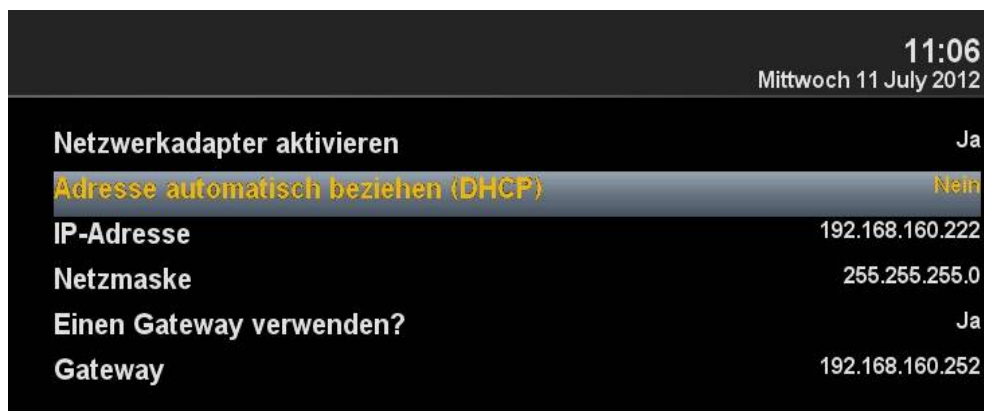 11:06
Mittwoch 11 July 2012
Netzwerkadapter aktivieren Ja
Adresse automatisch beziehen (DHCP) Nein
IP-Adresse 192.168.160.222
Netzmaske 255.255.255.0
Einen Gateway verwenden? Ja
Gateway 192.168.160.252